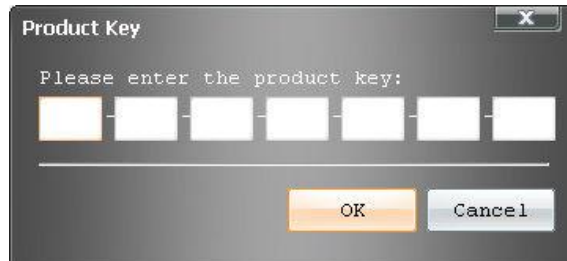 Product Key
X
Please enter the product key:
- - - - - -
OK
Cancel